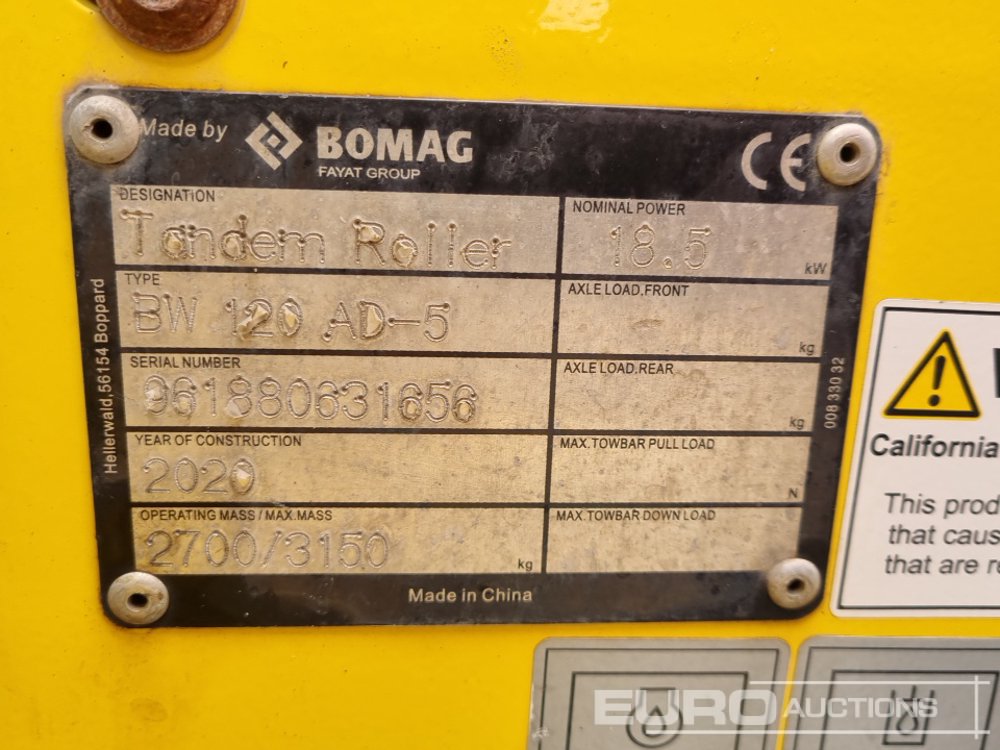 Made by BOMAG
FAYAT GROUP
CE
DESIGNATION
Tandem Roller
NOMINAL POWER
18.5 kW
TYPE
BW 120 AD-5
AXLE LOAD.FRONT
kg
SERIAL NUMBER
961880631656
AXLE LOAD.REAR
kg
YEAR OF CONSTRUCTION
2020
MAX.TOWBAR PULL LOAD
N
OPERATING MASS/MAX.MASS
2700/3150 kg
MAX.TOWBAR DOWN LOAD
Made in China
Hellerwald,56154 Boppard
008 330 32
California
This prod
that caus
that are re
EURO AUCTIONS